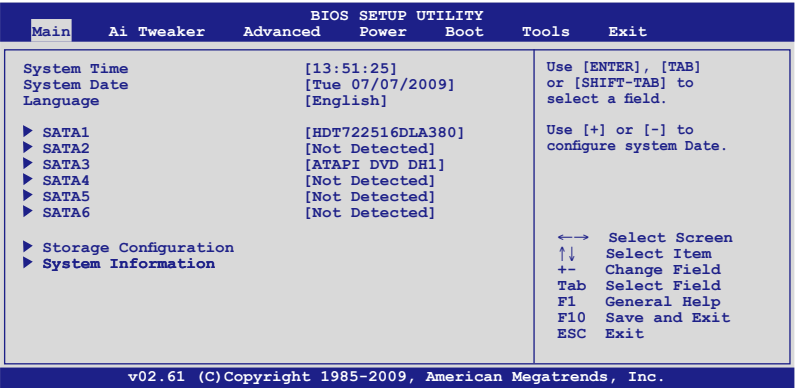 BIOS SETUP UTILITY
Main Ai Tweaker Advanced Power Boot Tools Exit
System Time [13:51:25]
System Date [Tue 07/07/2009]
Language [English]
SATA1 [HDT722516DLA380]
SATA2 [Not Detected]
SATA3 [ATAPI DVD DH1]
SATA4 [Not Detected]
SATA5 [Not Detected]
SATA6 [Not Detected]
Storage Configuration
System Information
Use [ENTER], [TAB]
or [SHIFT-TAB] to
select a field.
Use [+] or [-] to
configure system Date.
←→ Select Screen
↑↓ Select Item
+- Change Field
Tab Select Field
F1 General Help
F10 Save and Exit
ESC Exit
v02.61 (C)Copyright 1985-2009, American Megatrends, Inc.